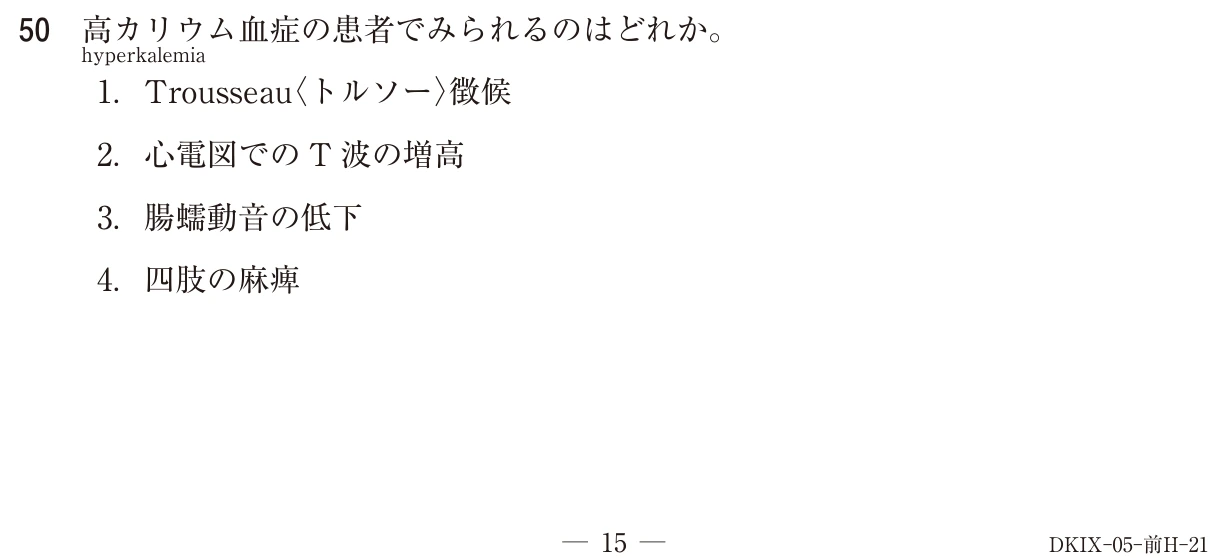 50 高カリウム血症の患者でみられるのはどれか。
hyperkalemia
1. Trousseau〈トルソー〉徴候
2. 心電図での T 波の増高
3. 腸蠕動音の低下
4. 四肢の麻痺
— 15 —
DKIX-05-前H-21